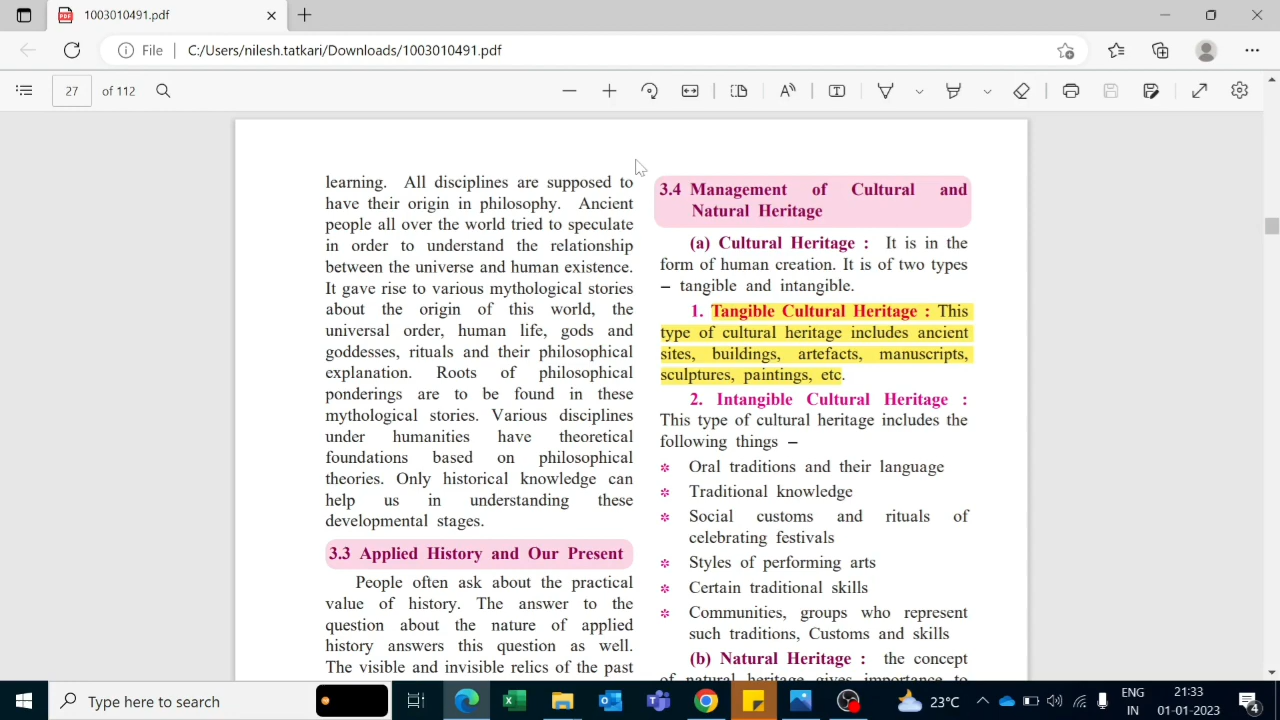 1003010491.pdf
File
C:/Users/nilesh.tatkari/Downloads/1003010491.pdf
27 of 112
learning. All disciplines are supposed to
have their origin in philosophy. Ancient
people all over the world tried to speculate
in order to understand the relationship
between the universe and human existence.
It gave rise to various mythological stories
about the origin of this world, the
universal order, human life, gods and
goddesses, rituals and their philosophical
explanation. Roots of philosophical
ponderings are to be found in these
mythological stories. Various disciplines
under humanities have theoretical
foundations based on philosophical
theories. Only historical knowledge can
help us in understanding these
developmental stages.
3.3 Applied History and Our Present
People often ask about the practical
value of history. The answer to the
question about the nature of applied
history answers this question as well.
The visible and invisible relics of the past
3.4 Management of Cultural and
Natural Heritage
(a) Cultural Heritage : It is in the
form of human creation. It is of two types
– tangible and intangible.
1. Tangible Cultural Heritage : This
type of cultural heritage includes ancient
sites, buildings, artefacts, manuscripts,
sculptures, paintings, etc.
2. Intangible Cultural Heritage :
This type of cultural heritage includes the
following things –
* Oral traditions and their language
* Traditional knowledge
* Social customs and rituals of
celebrating festivals
* Styles of performing arts
* Certain traditional skills
* Communities, groups who represent
such traditions, Customs and skills
(b) Natural Heritage : the concept
of natural heritage gives importance to
Type here to search
23°C
ENG
IN
21:33
01-01-2023
4